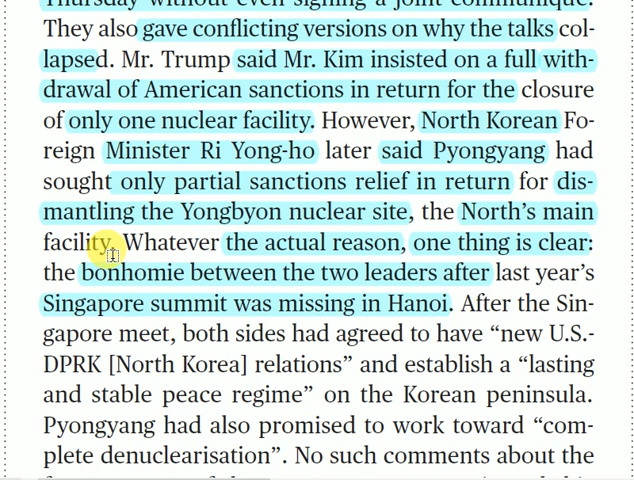 Thursday without even signing a joint communique.
They also gave conflicting versions on why the talks col-
lapsed. Mr. Trump said Mr. Kim insisted on a full with-
drawal of American sanctions in return for the closure
of only one nuclear facility. However, North Korean Fo-
reign Minister Ri Yong-ho later said Pyongyang had
sought only partial sanctions relief in return for dis-
mantling the Yongbyon nuclear site, the North's main
facility. Whatever the actual reason, one thing is clear:
the bonhomie between the two leaders after last year's
Singapore summit was missing in Hanoi. After the Sin-
gapore meet, both sides had agreed to have “new U.S.-
DPRK [North Korea] relations” and establish a “lasting
and stable peace regime” on the Korean peninsula.
Pyongyang had also promised to work toward “com-
plete denuclearisation”. No such comments about the